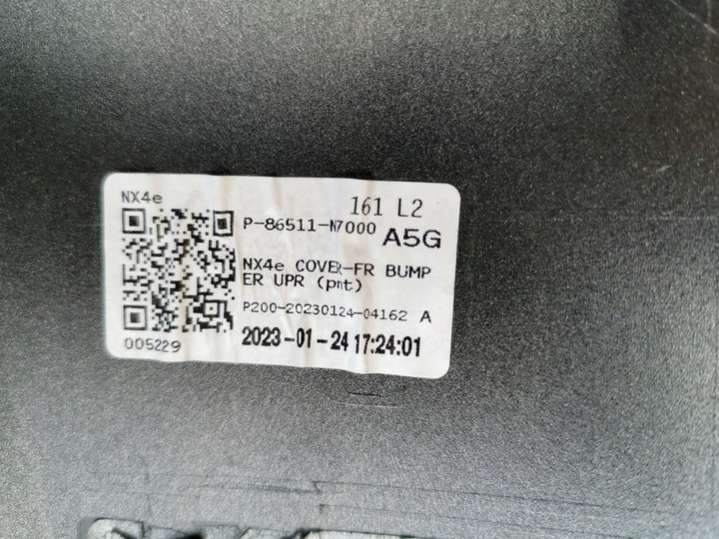 NX4e
161 L2
P-86511-N7000
A5G
NX4e COVER-FR BUMP
ER UPR (pmt)
P200-20230124-04162 A
005229
2023-01-24 17:24:01